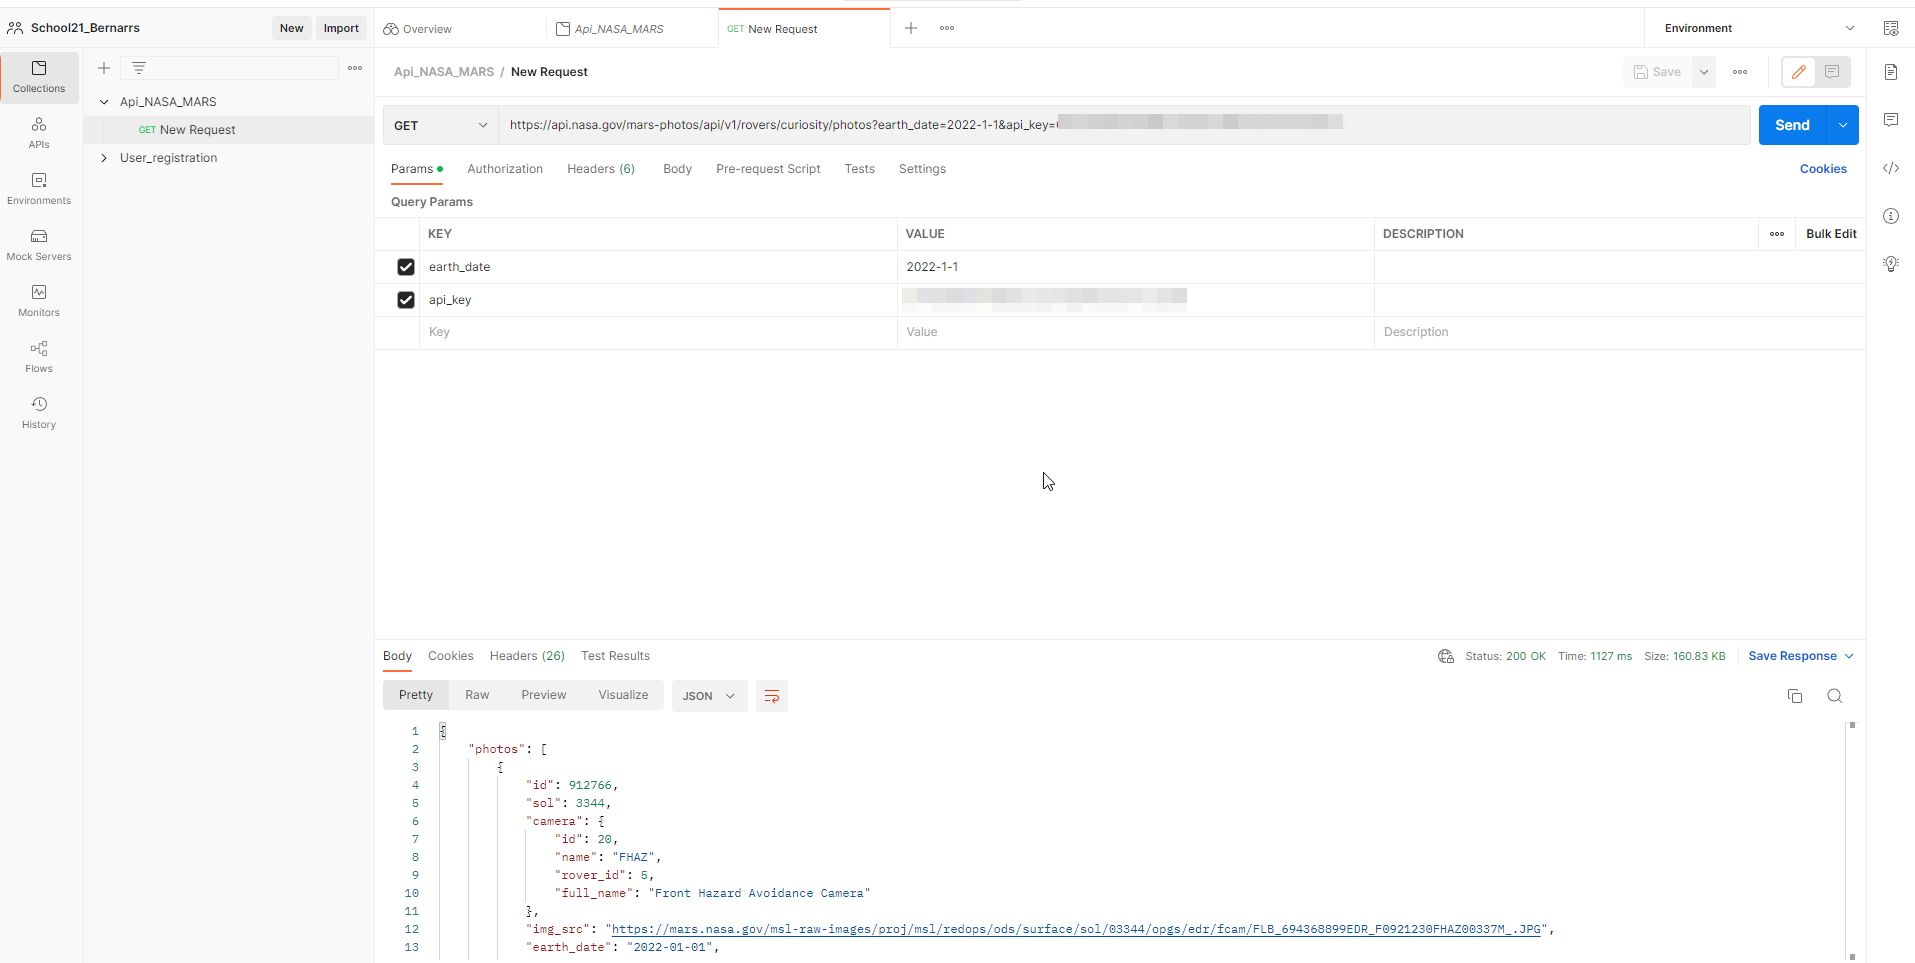 School21_Bernarrs
New
Import
Overview
Api_NASA_MARS
GET New Request
Environment
Collections
APIs
Environments
Mock Servers
Monitors
Flows
History
Api_NASA_MARS
GET New Request
User_registration
Api_NASA_MARS / New Request
Save
GET
https://api.nasa.gov/mars-photos/api/v1/rovers/curiosity/photos?earth_date=2022-1-1&api_key=
Send
Params
Authorization
Headers (6)
Body
Pre-request Script
Tests
Settings
Cookies
Query Params
KEY
VALUE
DESCRIPTION
Bulk Edit
earth_date
2022-1-1
api_key
Key
Value
Description
Body
Cookies
Headers (26)
Test Results
Status: 200 OK
Time: 1127 ms
Size: 160.83 KB
Save Response
Pretty
Raw
Preview
Visualize
JSON
1 {
2 "photos": [
3 {
4 "id": 912766,
5 "sol": 3344,
6 "camera": {
7 "id": 20,
8 "name": "FHAZ",
9 "rover_id": 5,
10 "full_name": "Front Hazard Avoidance Camera"
11 },
12 "img_src": "https://mars.nasa.gov/msl-raw-images/proj/msl/redops/ods/surface/sol/03344/opgs/edr/fcam/FLB_694368899EDR_F0921230FHAZ00337M_.JPG",
13 "earth_date": "2022-01-01",